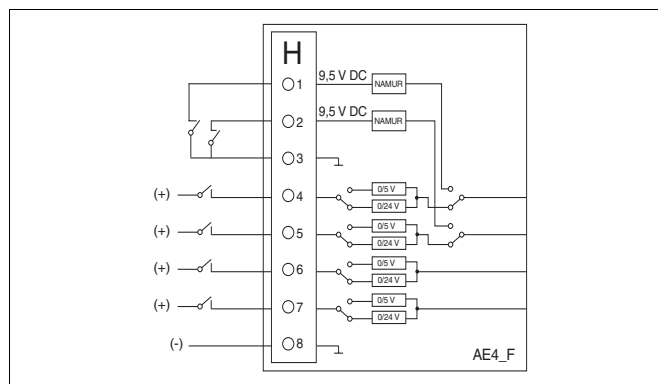 H
1 9,5 V DC NAMUR
2 9,5 V DC NAMUR
3
(+) 4 0/5 V
0/24 V
(+) 5 0/5 V
0/24 V
(+) 6 0/5 V
0/24 V
(+) 7 0/5 V
0/24 V
(-) 8
AE4_F